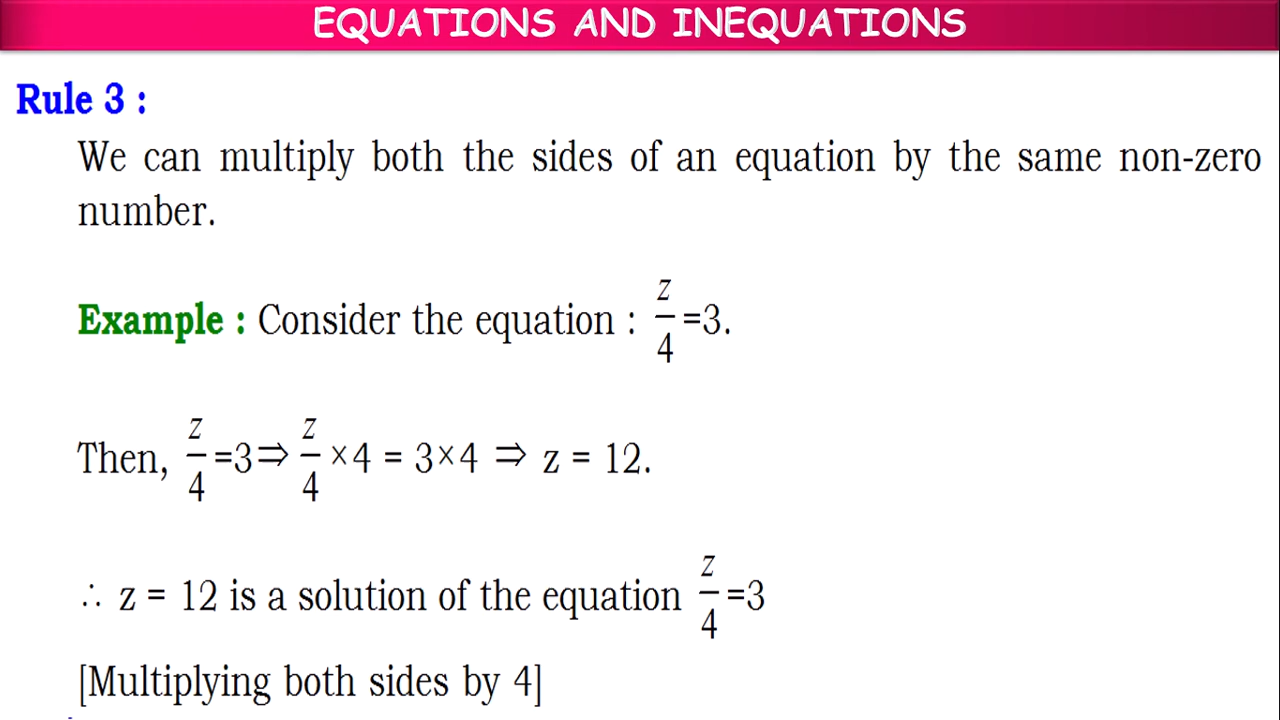 EQUATIONS AND INEQUATIONS
Rule 3 :
We can multiply both the sides of an equation by the same non-zero
number.
Example : Consider the equation : z/4 =3.
Then, z/4 =3⇒ z/4 ×4 = 3×4 ⇒ z = 12.
∴ z = 12 is a solution of the equation z/4 =3
[Multiplying both sides by 4]